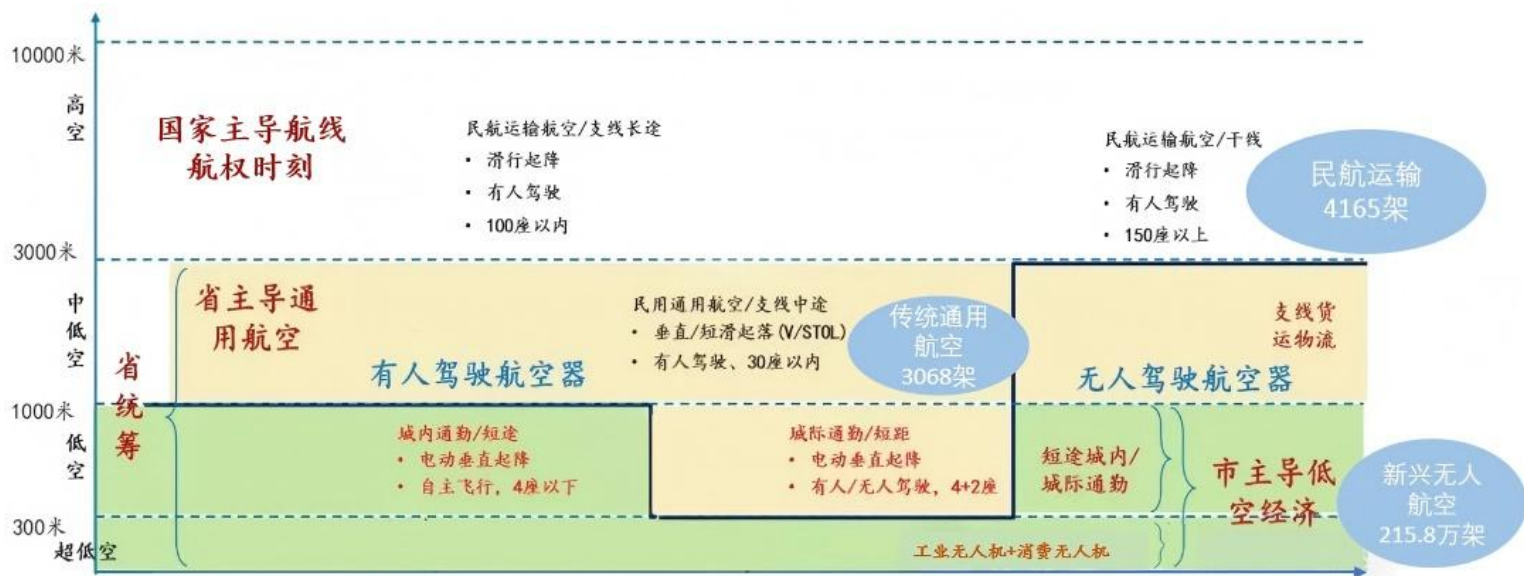 10000米
高空
国家主导航线
航权时刻
民航运输航空/支线长途
• 滑行起降
• 有人驾驶
• 100座以内
民航运输航空/干线
• 滑行起降
• 有人驾驶
• 150座以上
民航运输
4165架
3000米
中低空
省主导通
用航空
民用通用航空/支线中途
• 垂直/短滑起落(V/STOL)
• 有人驾驶、30座以内
传统通用
航空
3068架
支线货
运物流
有人驾驶航空器
无人驾驶航空器
省统筹
1000米
低空
城内通勤/短途
• 电动垂直起降
• 自主飞行，4座以下
城际通勤/短距
• 电动垂直起降
• 有人/无人驾驶，4+2座
短途城内/
城际通勤
市主导低
空经济
新兴无人
航空
215.8万架
300米
超低空
工业无人机+消费无人机